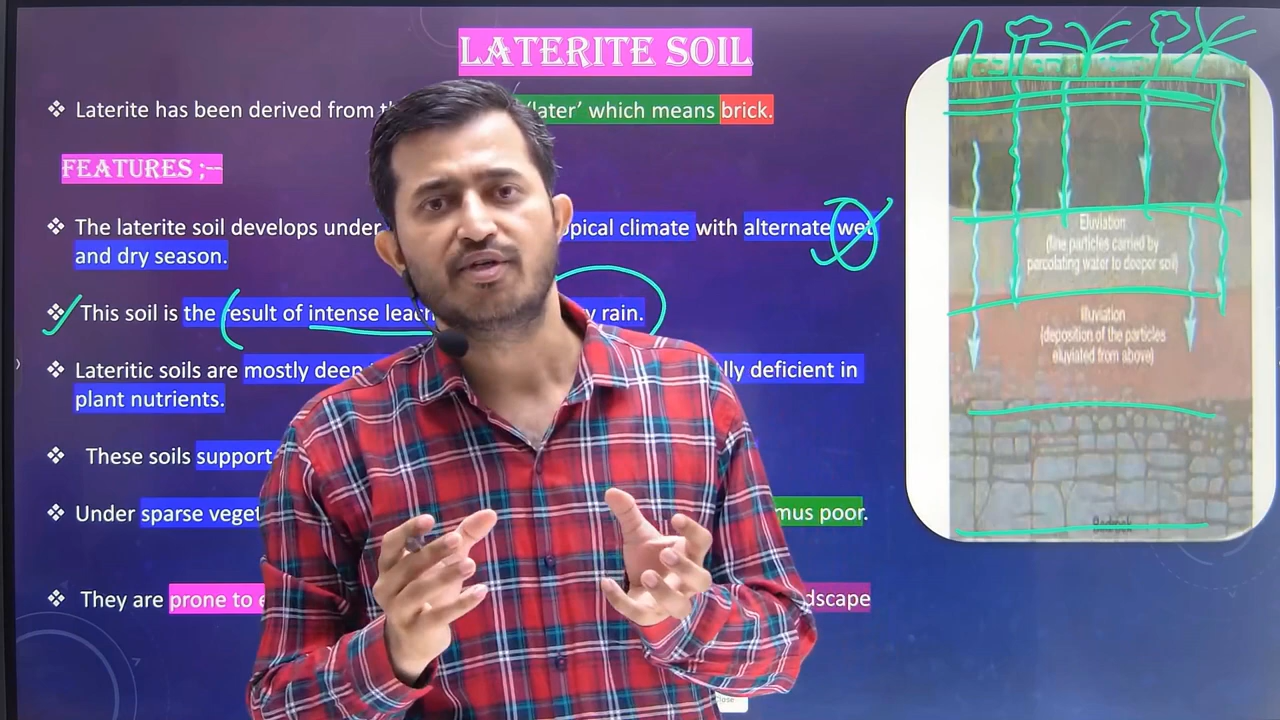 LATERITE SOIL
❖ Laterite has been derived from ‘later’ which means brick.
FEATURES ;--
❖ The laterite soil develops under opical climate with alternate wet
and dry season.
❖ This soil is the result of intense leach y rain.
❖ Lateritic soils are mostly deep lly deficient in
plant nutrients.
❖ These soils support
❖ Under sparse veget mus poor.
❖ They are prone to e dscape
Eluviation
(fine particles carried by
percolating water to deeper soil)
Illuviation
(deposition of the particles
eluviated from above)
Bedrock
Close